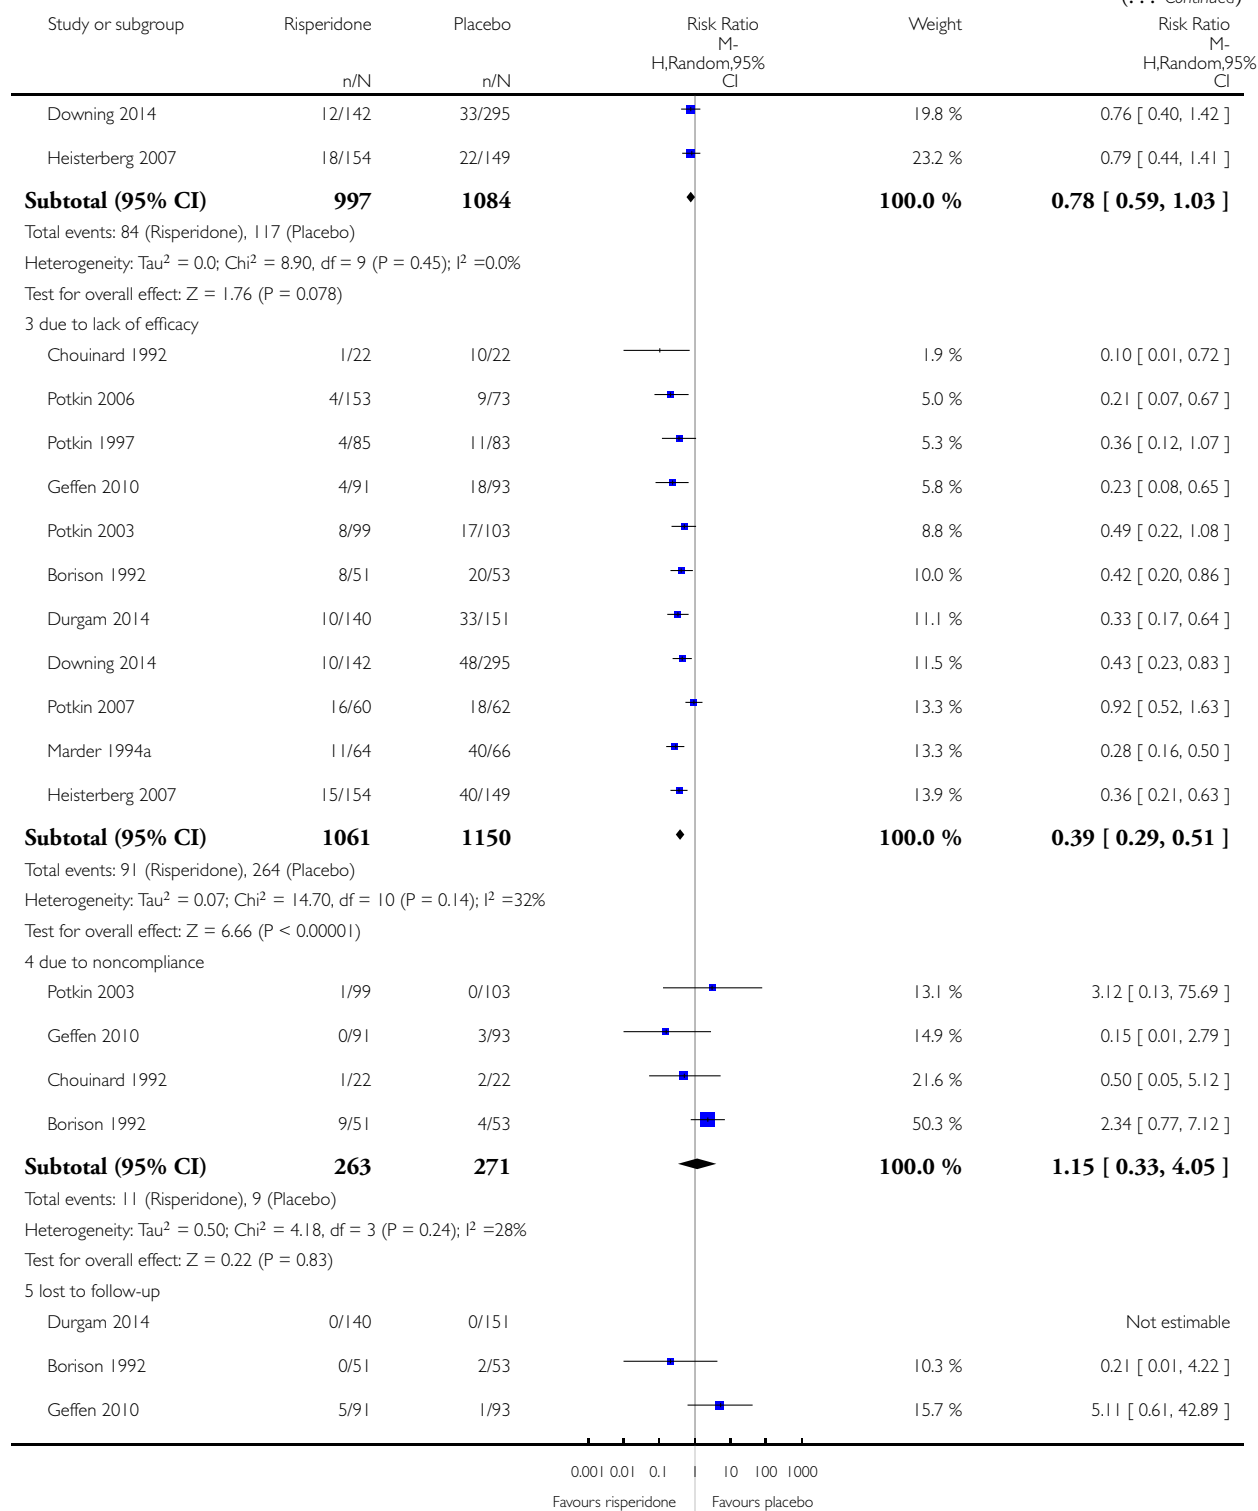 (. . . Continued)
Study or subgroup Risperidone Placebo Risk Ratio Weight Risk Ratio
M- M-
H,Random,95% H,Random,95%
n/N n/N CI CI
Downing 2014 12/142 33/295 19.8 % 0.76 [ 0.40, 1.42 ]
Heisterberg 2007 18/154 22/149 23.2 % 0.79 [ 0.44, 1.41 ]
Subtotal (95% CI) 997 1084 100.0 % 0.78 [ 0.59, 1.03 ]
Total events: 84 (Risperidone), 117 (Placebo)
Heterogeneity: Tau² = 0.0; Chi² = 8.90, df = 9 (P = 0.45); I² =0.0%
Test for overall effect: Z = 1.76 (P = 0.078)
3 due to lack of efficacy
Chouinard 1992 1/22 10/22 1.9 % 0.10 [ 0.01, 0.72 ]
Potkin 2006 4/153 9/73 5.0 % 0.21 [ 0.07, 0.67 ]
Potkin 1997 4/85 11/83 5.3 % 0.36 [ 0.12, 1.07 ]
Geffen 2010 4/91 18/93 5.8 % 0.23 [ 0.08, 0.65 ]
Potkin 2003 8/99 17/103 8.8 % 0.49 [ 0.22, 1.08 ]
Borison 1992 8/51 20/53 10.0 % 0.42 [ 0.20, 0.86 ]
Durgam 2014 10/140 33/151 11.1 % 0.33 [ 0.17, 0.64 ]
Downing 2014 10/142 48/295 11.5 % 0.43 [ 0.23, 0.83 ]
Potkin 2007 16/60 18/62 13.3 % 0.92 [ 0.52, 1.63 ]
Marder 1994a 11/64 40/66 13.3 % 0.28 [ 0.16, 0.50 ]
Heisterberg 2007 15/154 40/149 13.9 % 0.36 [ 0.21, 0.63 ]
Subtotal (95% CI) 1061 1150 100.0 % 0.39 [ 0.29, 0.51 ]
Total events: 91 (Risperidone), 264 (Placebo)
Heterogeneity: Tau² = 0.07; Chi² = 14.70, df = 10 (P = 0.14); I² =32%
Test for overall effect: Z = 6.66 (P < 0.00001)
4 due to noncompliance
Potkin 2003 1/99 0/103 13.1 % 3.12 [ 0.13, 75.69 ]
Geffen 2010 0/91 3/93 14.9 % 0.15 [ 0.01, 2.79 ]
Chouinard 1992 1/22 2/22 21.6 % 0.50 [ 0.05, 5.12 ]
Borison 1992 9/51 4/53 50.3 % 2.34 [ 0.77, 7.12 ]
Subtotal (95% CI) 263 271 100.0 % 1.15 [ 0.33, 4.05 ]
Total events: 11 (Risperidone), 9 (Placebo)
Heterogeneity: Tau² = 0.50; Chi² = 4.18, df = 3 (P = 0.24); I² =28%
Test for overall effect: Z = 0.22 (P = 0.83)
5 lost to follow-up
Durgam 2014 0/140 0/151 Not estimable
Borison 1992 0/51 2/53 10.3 % 0.21 [ 0.01, 4.22 ]
Geffen 2010 5/91 1/93 15.7 % 5.11 [ 0.61, 42.89 ]
0.001 0.01 0.1 1 10 100 1000
Favours risperidone Favours placebo